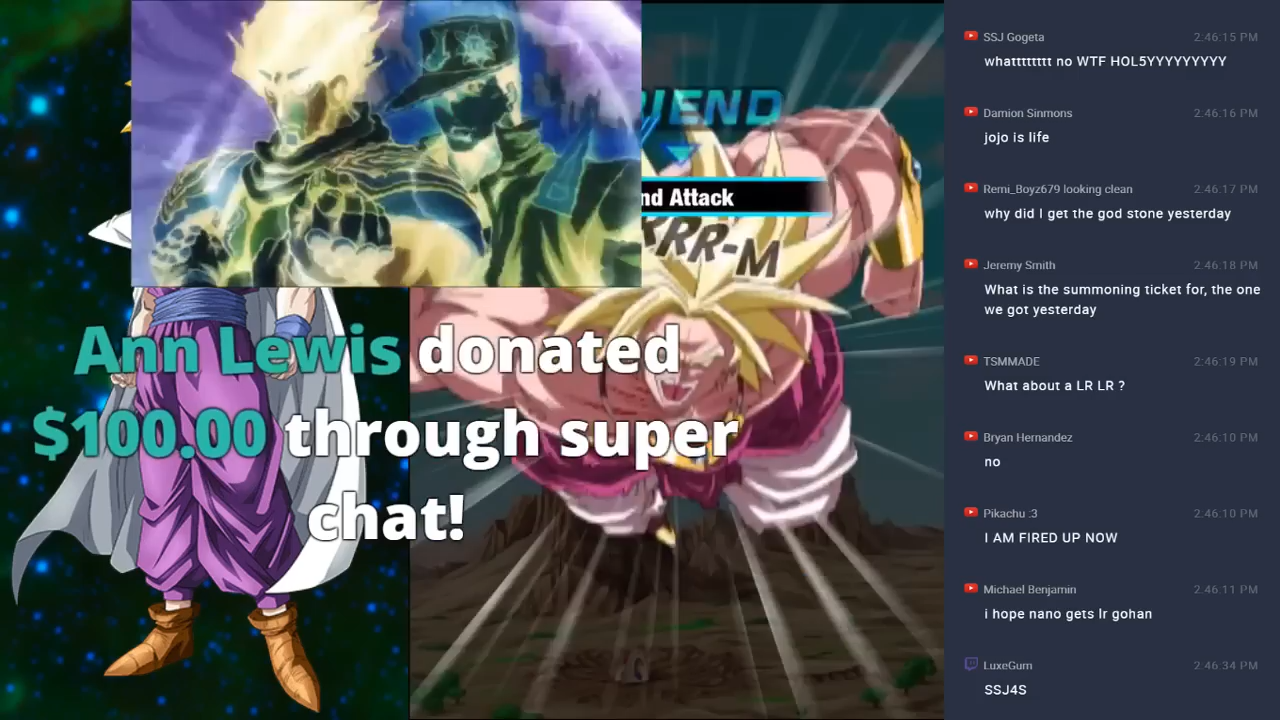 IEND
nd Attack
KRR-M
Ann Lewis donated
$100.00 through super
chat!
SSJ Gogeta 2:46:15 PM
whatttttttt no WTF HOL5YYYYYYYYY
Damion Sinmons 2:46:16 PM
jojo is life
Remi_Boyz679 looking clean 2:46:17 PM
why did I get the god stone yesterday
Jeremy Smith 2:46:18 PM
What is the summoning ticket for, the one
we got yesterday
TSMMADE 2:46:19 PM
What about a LR LR ?
Bryan Hernandez 2:46:10 PM
no
Pikachu :3 2:46:10 PM
I AM FIRED UP NOW
Michael Benjamin 2:46:11 PM
i hope nano gets lr gohan
LuxeGum 2:46:34 PM
SSJ4S